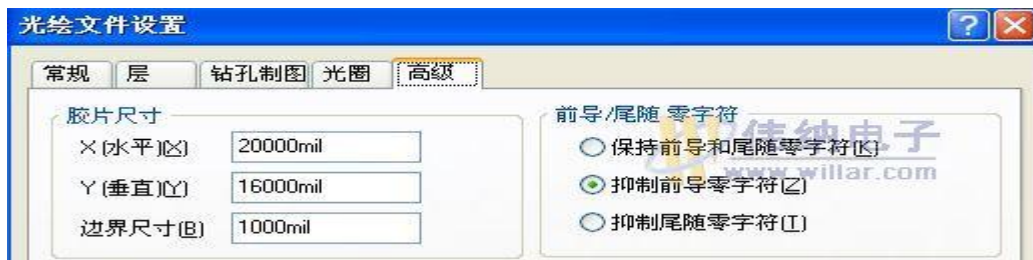 光绘文件设置
常规 层 钻孔制图 光圈 高级
胶片尺寸
X (水平)(X) 20000mil
Y (垂直)(Y) 16000mil
边界尺寸(B) 1000mil
前导/尾随 零字符
保持前导和尾随零字符(K)
抑制前导零字符(Z)
抑制尾随零字符(T)
伟纳电子
www.willar.com